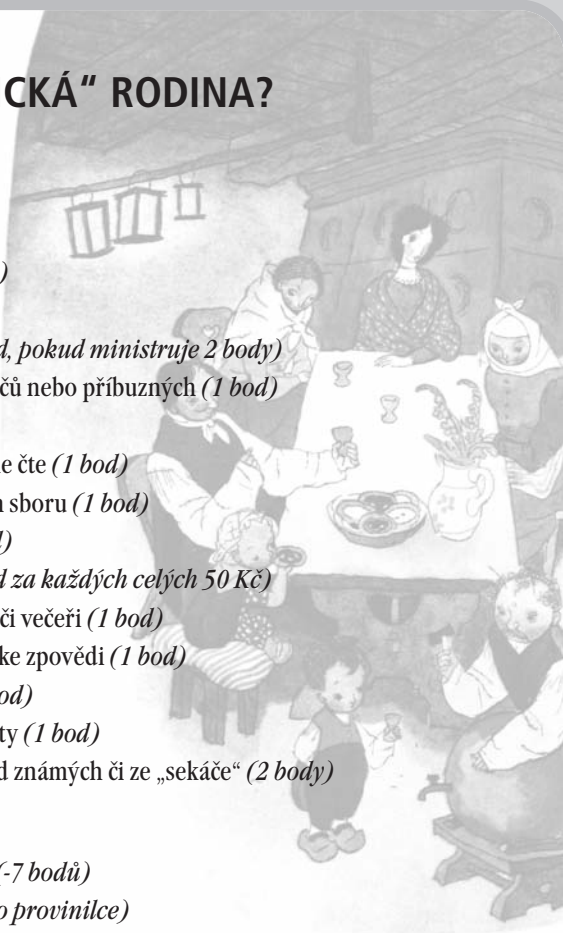 CKÁ" RODINA?
)
d, pokud ministruje 2 body)
čů nebo příbuzných (1 bod)
e čte (1 bod)
n sboru (1 bod)
d)
d za každých celých 50 Kč)
či večeři (1 bod)
ke zpovědi (1 bod)
od)
ty (1 bod)
d známých či ze „sekáče“ (2 body)
(-7 bodů)
o provinilce)